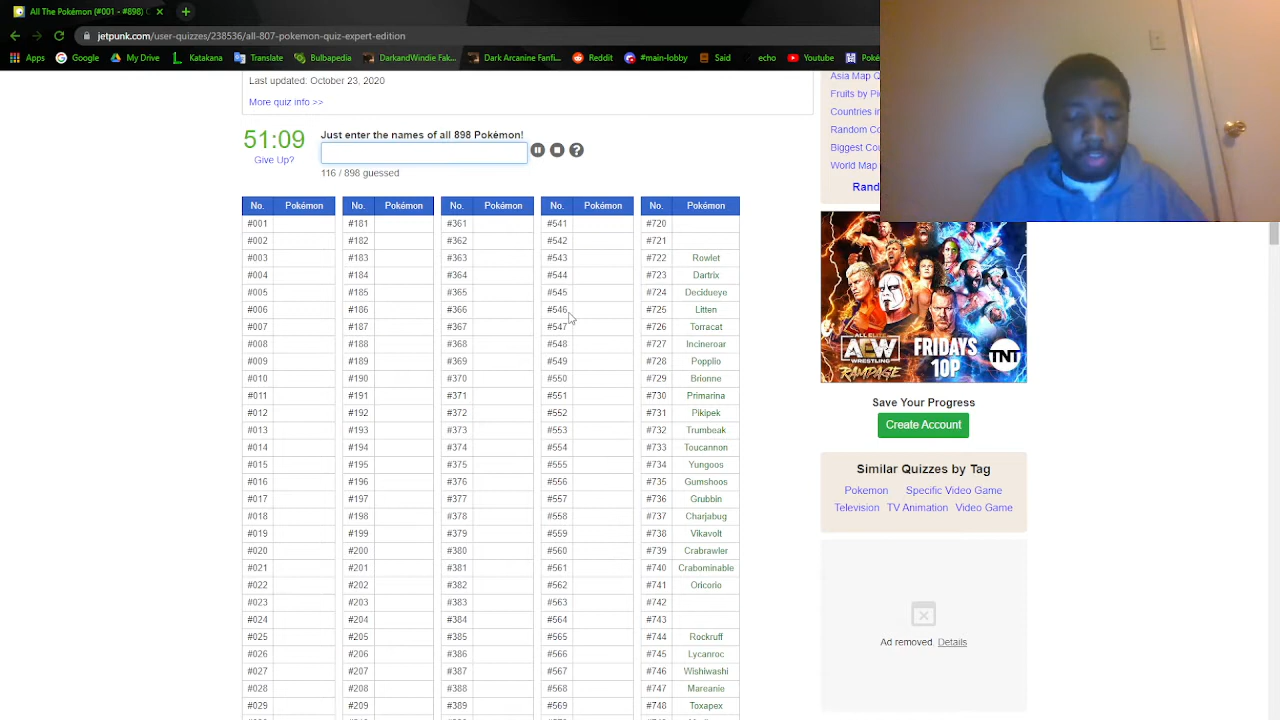 All The Pokémon (#001 - #898)
jetpunk.com/user-quizzes/238536/all-807-pokemon-quiz-expert-edition
Apps Google My Drive Katakana Translate Bulbapedia DarkandWindie Fak... Dark Arcanine Fanfi... Reddit #main-lobby Said echo Youtube
Last updated: October 23, 2020
More quiz info >>
51:09
Give Up?
Just enter the names of all 898 Pokémon!
116 / 898 guessed
No. Pokémon No. Pokémon No. Pokémon No. Pokémon No. Pokémon
#001 #181 #361 #541 #720
#002 #182 #362 #542 #721
#003 #183 #363 #543 #722 Rowlet
#004 #184 #364 #544 #723 Dartrix
#005 #185 #365 #545 #724 Decidueye
#006 #186 #366 #546 #725 Litten
#007 #187 #367 #547 #726 Torracat
#008 #188 #368 #548 #727 Incineroar
#009 #189 #369 #549 #728 Popplio
#010 #190 #370 #550 #729 Brionne
#011 #191 #371 #551 #730 Primarina
#012 #192 #372 #552 #731 Pikipek
#013 #193 #373 #553 #732 Trumbeak
#014 #194 #374 #554 #733 Toucannon
#015 #195 #375 #555 #734 Yungoos
#016 #196 #376 #556 #735 Gumshoos
#017 #197 #377 #557 #736 Grubbin
#018 #198 #378 #558 #737 Charjabug
#019 #199 #379 #559 #738 Vikavolt
#020 #200 #380 #560 #739 Crabrawler
#021 #201 #381 #561 #740 Crabominable
#022 #202 #382 #562 #741 Oricorio
#023 #203 #383 #563 #742
#024 #204 #384 #564 #743
#025 #205 #385 #565 #744 Rockruff
#026 #206 #386 #566 #745 Lycanroc
#027 #207 #387 #567 #746 Wishiwashi
#028 #208 #388 #568 #747 Mareanie
#029 #209 #389 #569 #748 Toxapex
Asia Map Q
Fruits by Pi
Countries in
Random Co
Biggest Cou
World Map
Rand
ALL ELITE
AEW
WRESTLING
RAMPAGE
FRIDAYS
10P
TNT
Save Your Progress
Create Account
Similar Quizzes by Tag
Pokemon Specific Video Game
Television TV Animation Video Game
Ad removed. Details